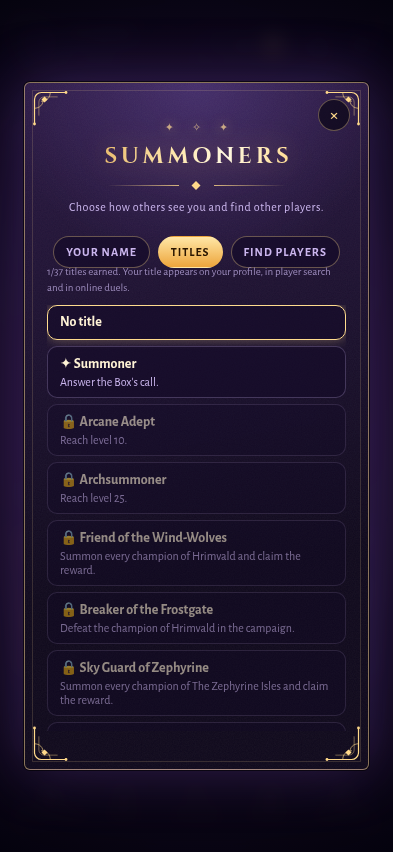 ×
SUMMONERS
Choose how others see you and find other players.
YOUR NAME
TITLES
FIND PLAYERS
1/37 titles earned. Your title appears on your profile, in player search
and in online duels.
No title
✦ Summoner
Answer the Box's call.
🔒 Arcane Adept
Reach level 10.
🔒 Archsummoner
Reach level 25.
🔒 Friend of the Wind-Wolves
Summon every champion of Hrimvald and claim the
reward.
🔒 Breaker of the Frostgate
Defeat the champion of Hrimvald in the campaign.
🔒 Sky Guard of Zephyrine
Summon every champion of The Zephyrine Isles and claim
the reward.